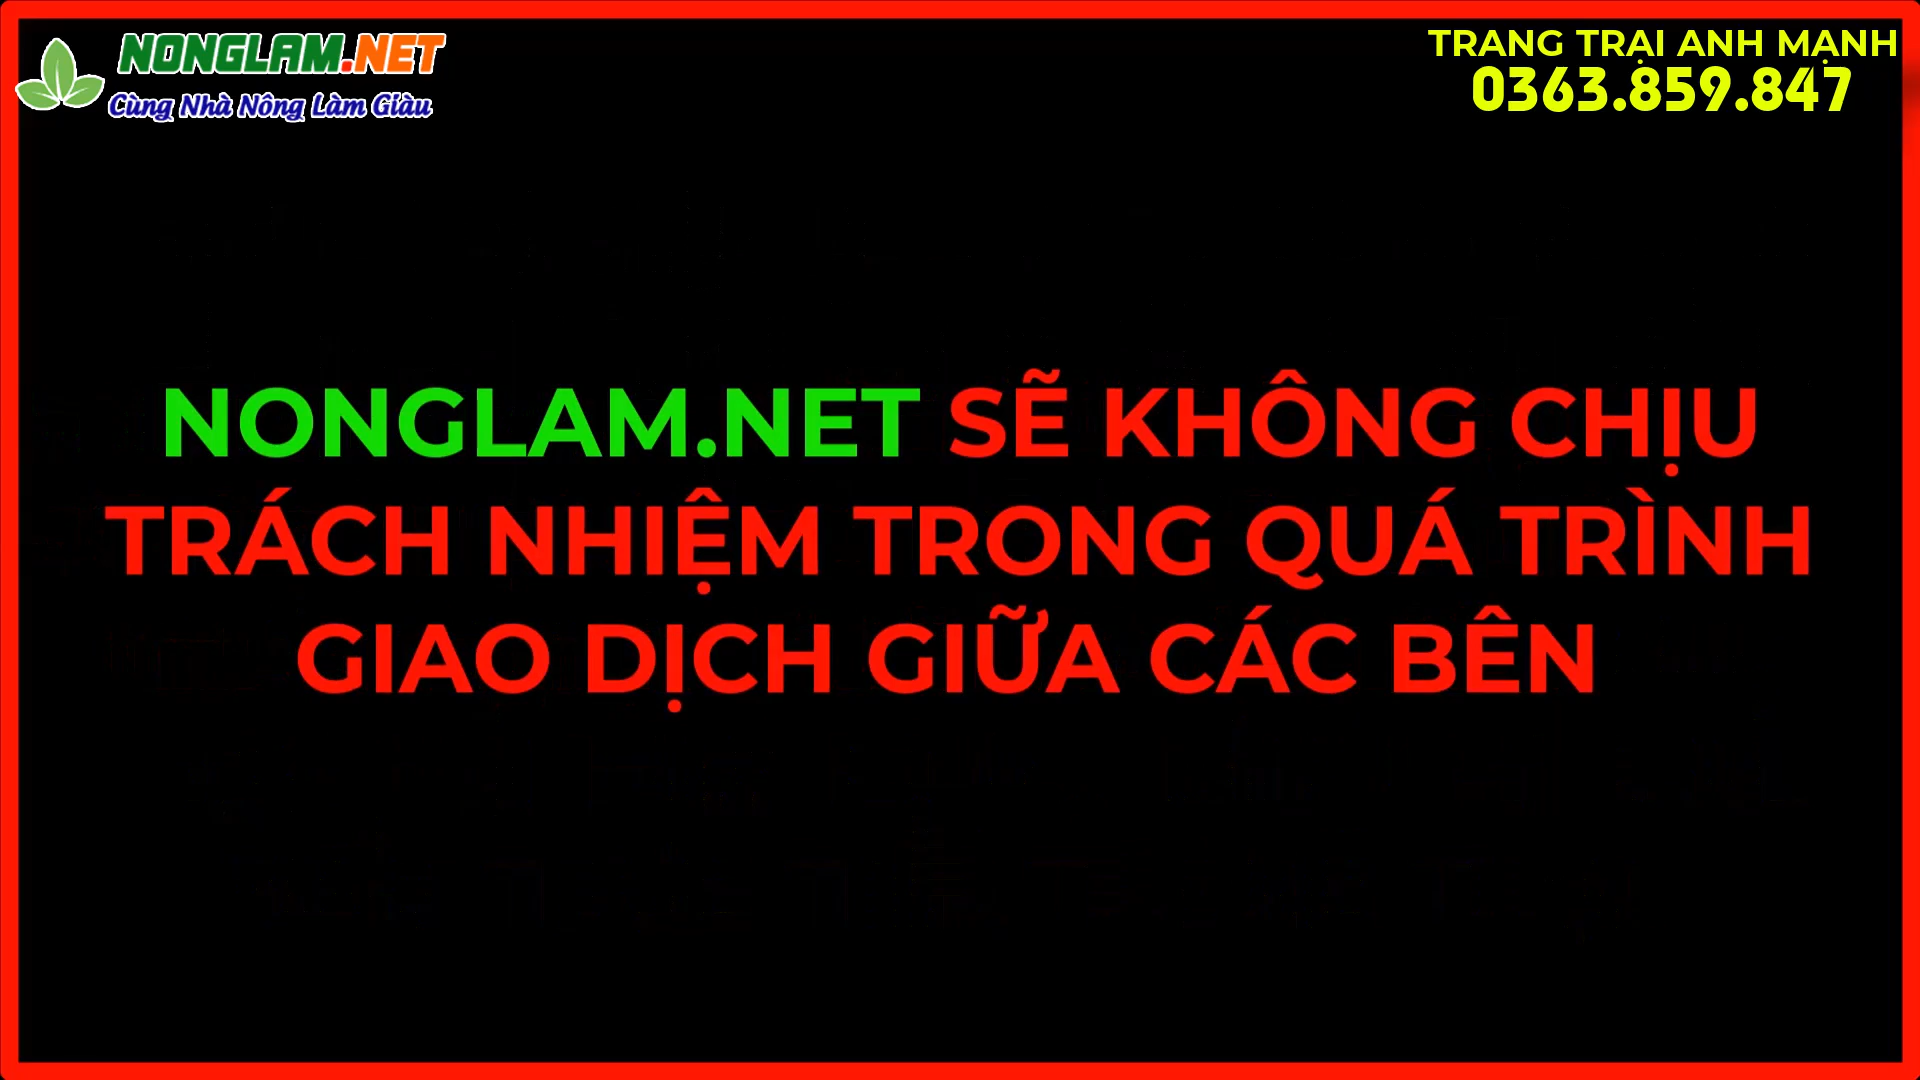 NONGLAM.NET
Cùng Nhà Nông Làm Giàu
TRANG TRẠI ANH MẠNH
0363.859.847
NONGLAM.NET SẼ KHÔNG CHỊU
TRÁCH NHIỆM TRONG QUÁ TRÌNH
GIAO DỊCH GIỮA CÁC BÊN